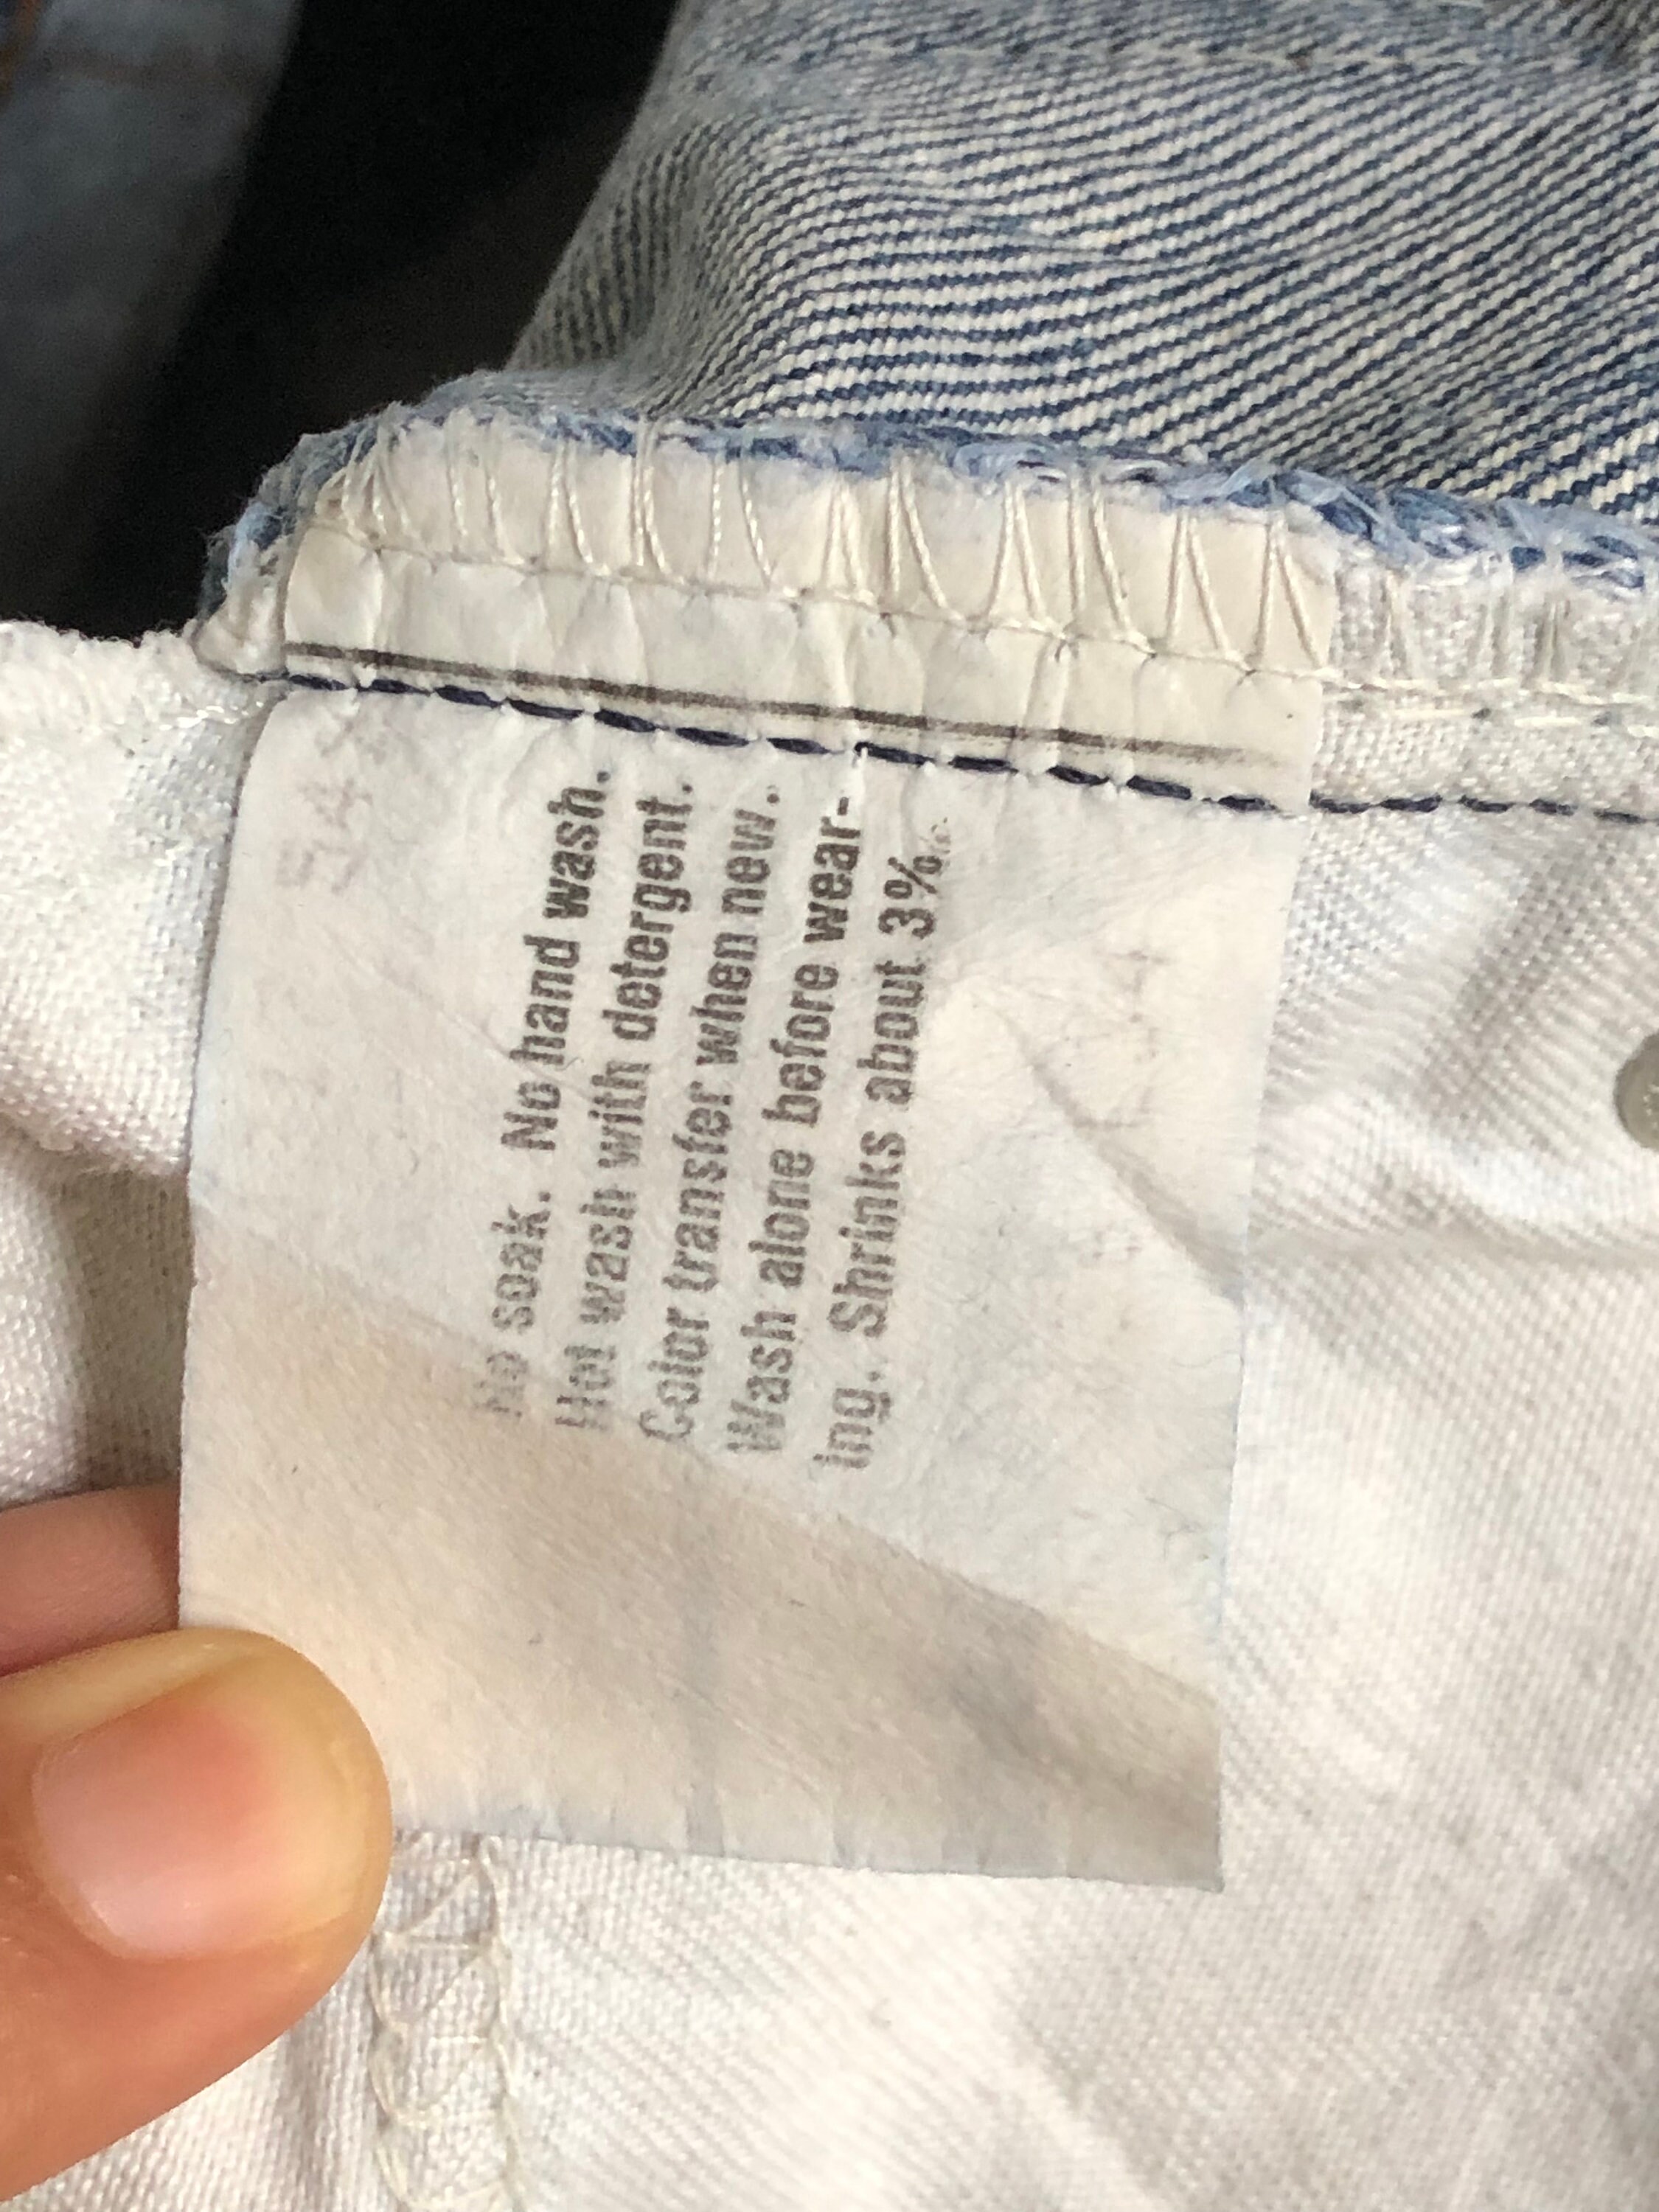 No soak. No hand wash.
Hot wash with detergent.
Color transfer when new.
Wash alone before wear-
ing. Shrinks about 3%.